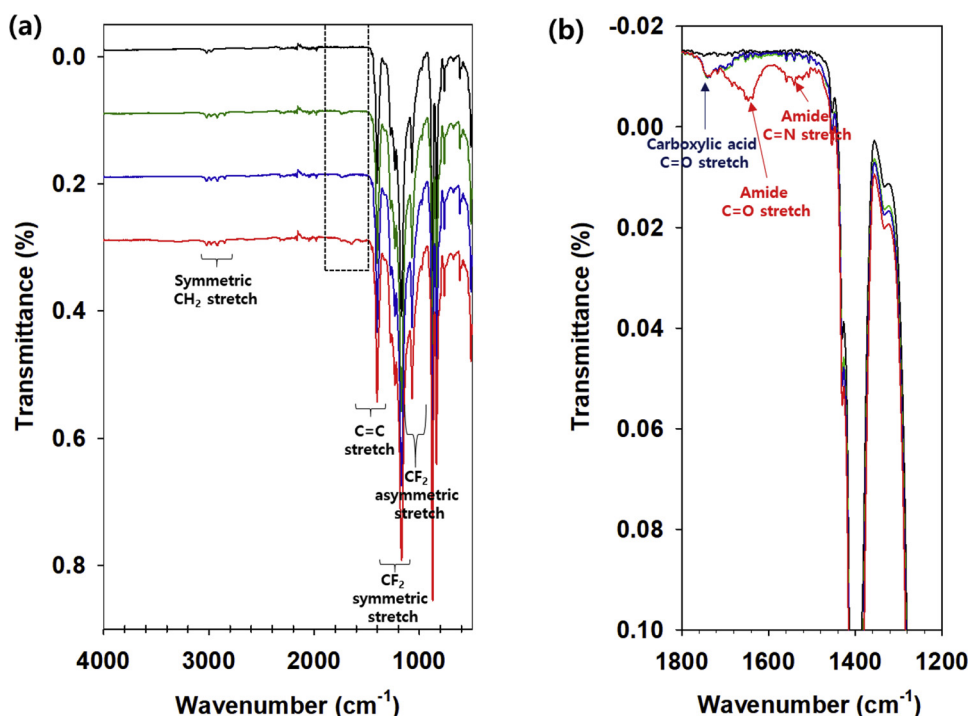 (a)
0.0
0.2
0.4
0.6
0.8
Transmittance (%)
Symmetric
CH2 stretch
C=C
stretch
CF2
asymmetric
stretch
CF2
symmetric
stretch
4000
3000
2000
1000
Wavenumber (cm-1)
(b)
-0.02
0.00
0.02
0.04
0.06
0.08
0.10
Transmittance (%)
Carboxylic acid
C=O stretch
Amide
C=N stretch
Amide
C=O stretch
1800
1600
1400
1200
Wavenumber (cm-1)